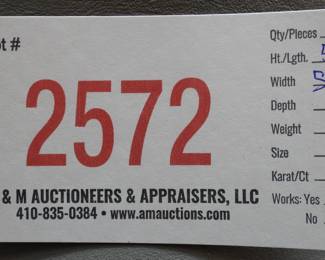 ot #
2572
& M AUCTIONEERS & APPRAISERS, LLC
410-835-0384 • www.amauctions.com
Qty/Pieces
Ht./Lgth.
Width
Depth
Weight
Size
Karat/Ct
Works: Yes
No